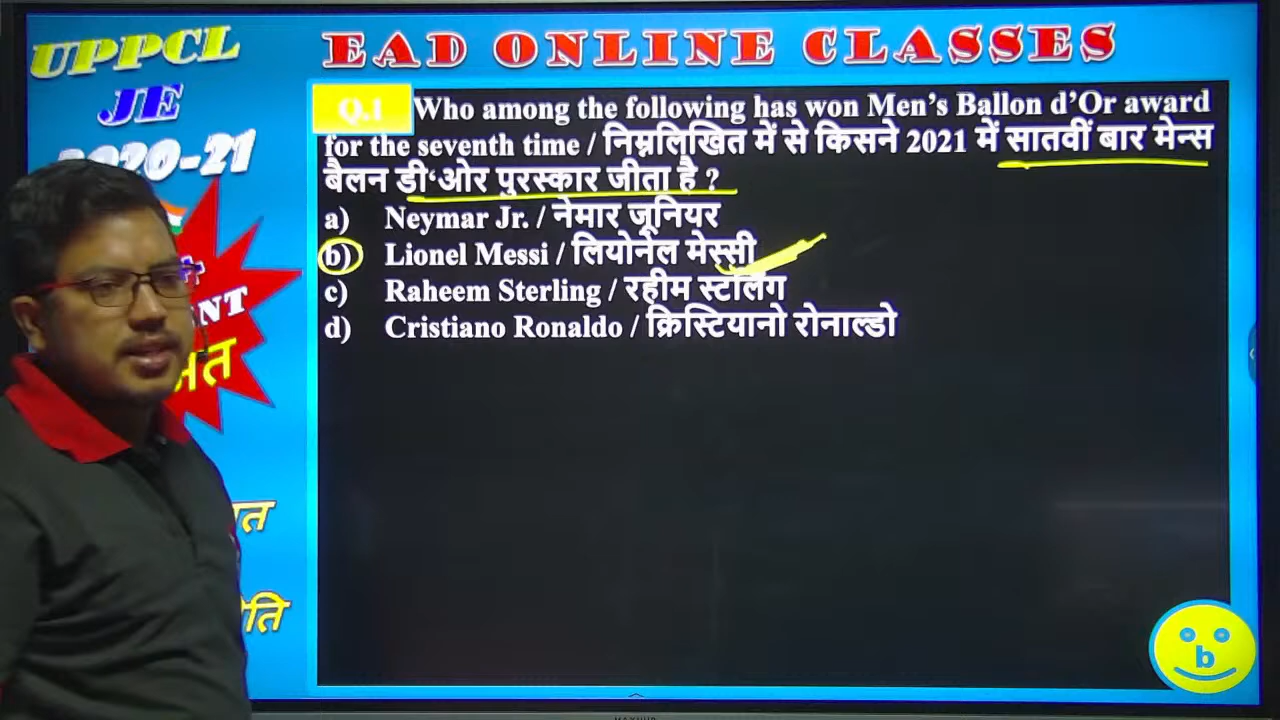 UPPCL
EAD ONLINE CLASSES
JE
2020-21
Q.1 Who among the following has won Men's Ballon d'Or award
for the seventh time / निम्नलिखित में से किसने 2021 में सातवीं बार मेन्स
बैलन डी‘ओर पुरस्कार जीता है ?
a) Neymar Jr. / नेमार जूनियर
b) Lionel Messi / लियोनेल मेस्सी
c) Raheem Sterling / रहीम स्टर्लिंग
d) Cristiano Ronaldo / क्रिस्टियानो रोनाल्डो
b